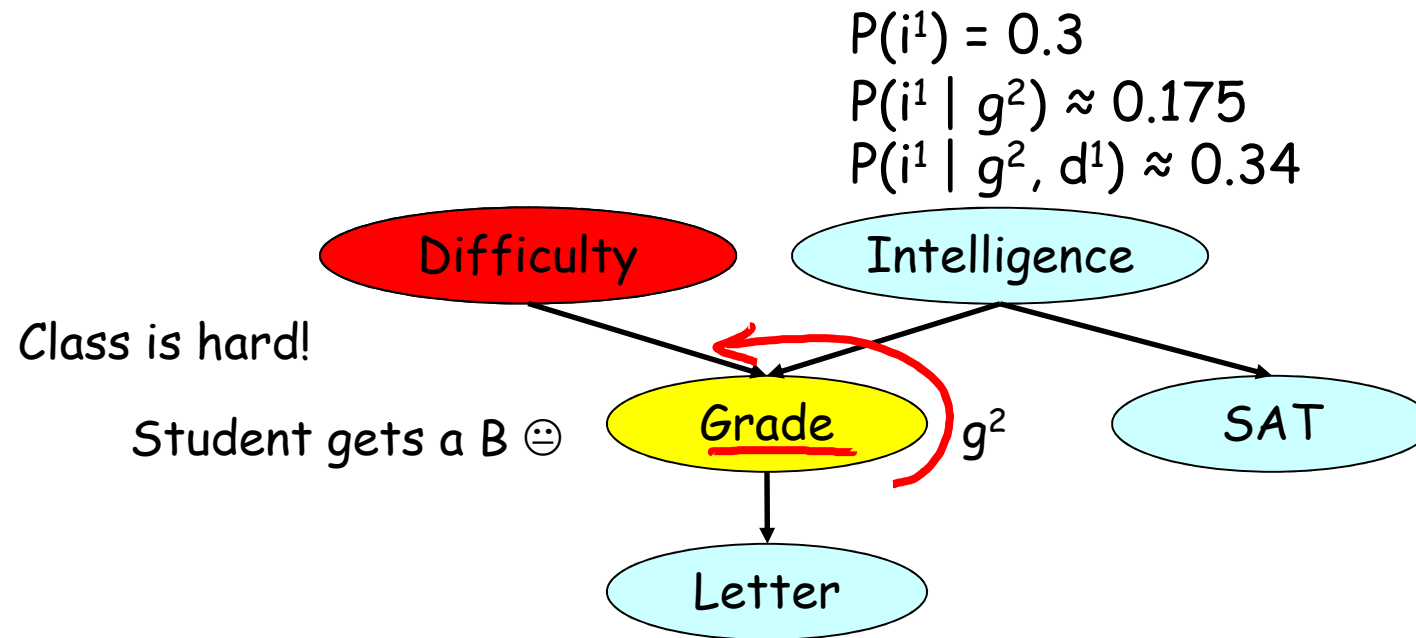 P(i¹) = 0.3
P(i¹ | g²) ≈ 0.175
P(i¹ | g², d¹) ≈ 0.34
Difficulty
Intelligence
Class is hard!
Student gets a B 😐
Grade
g²
SAT
Letter